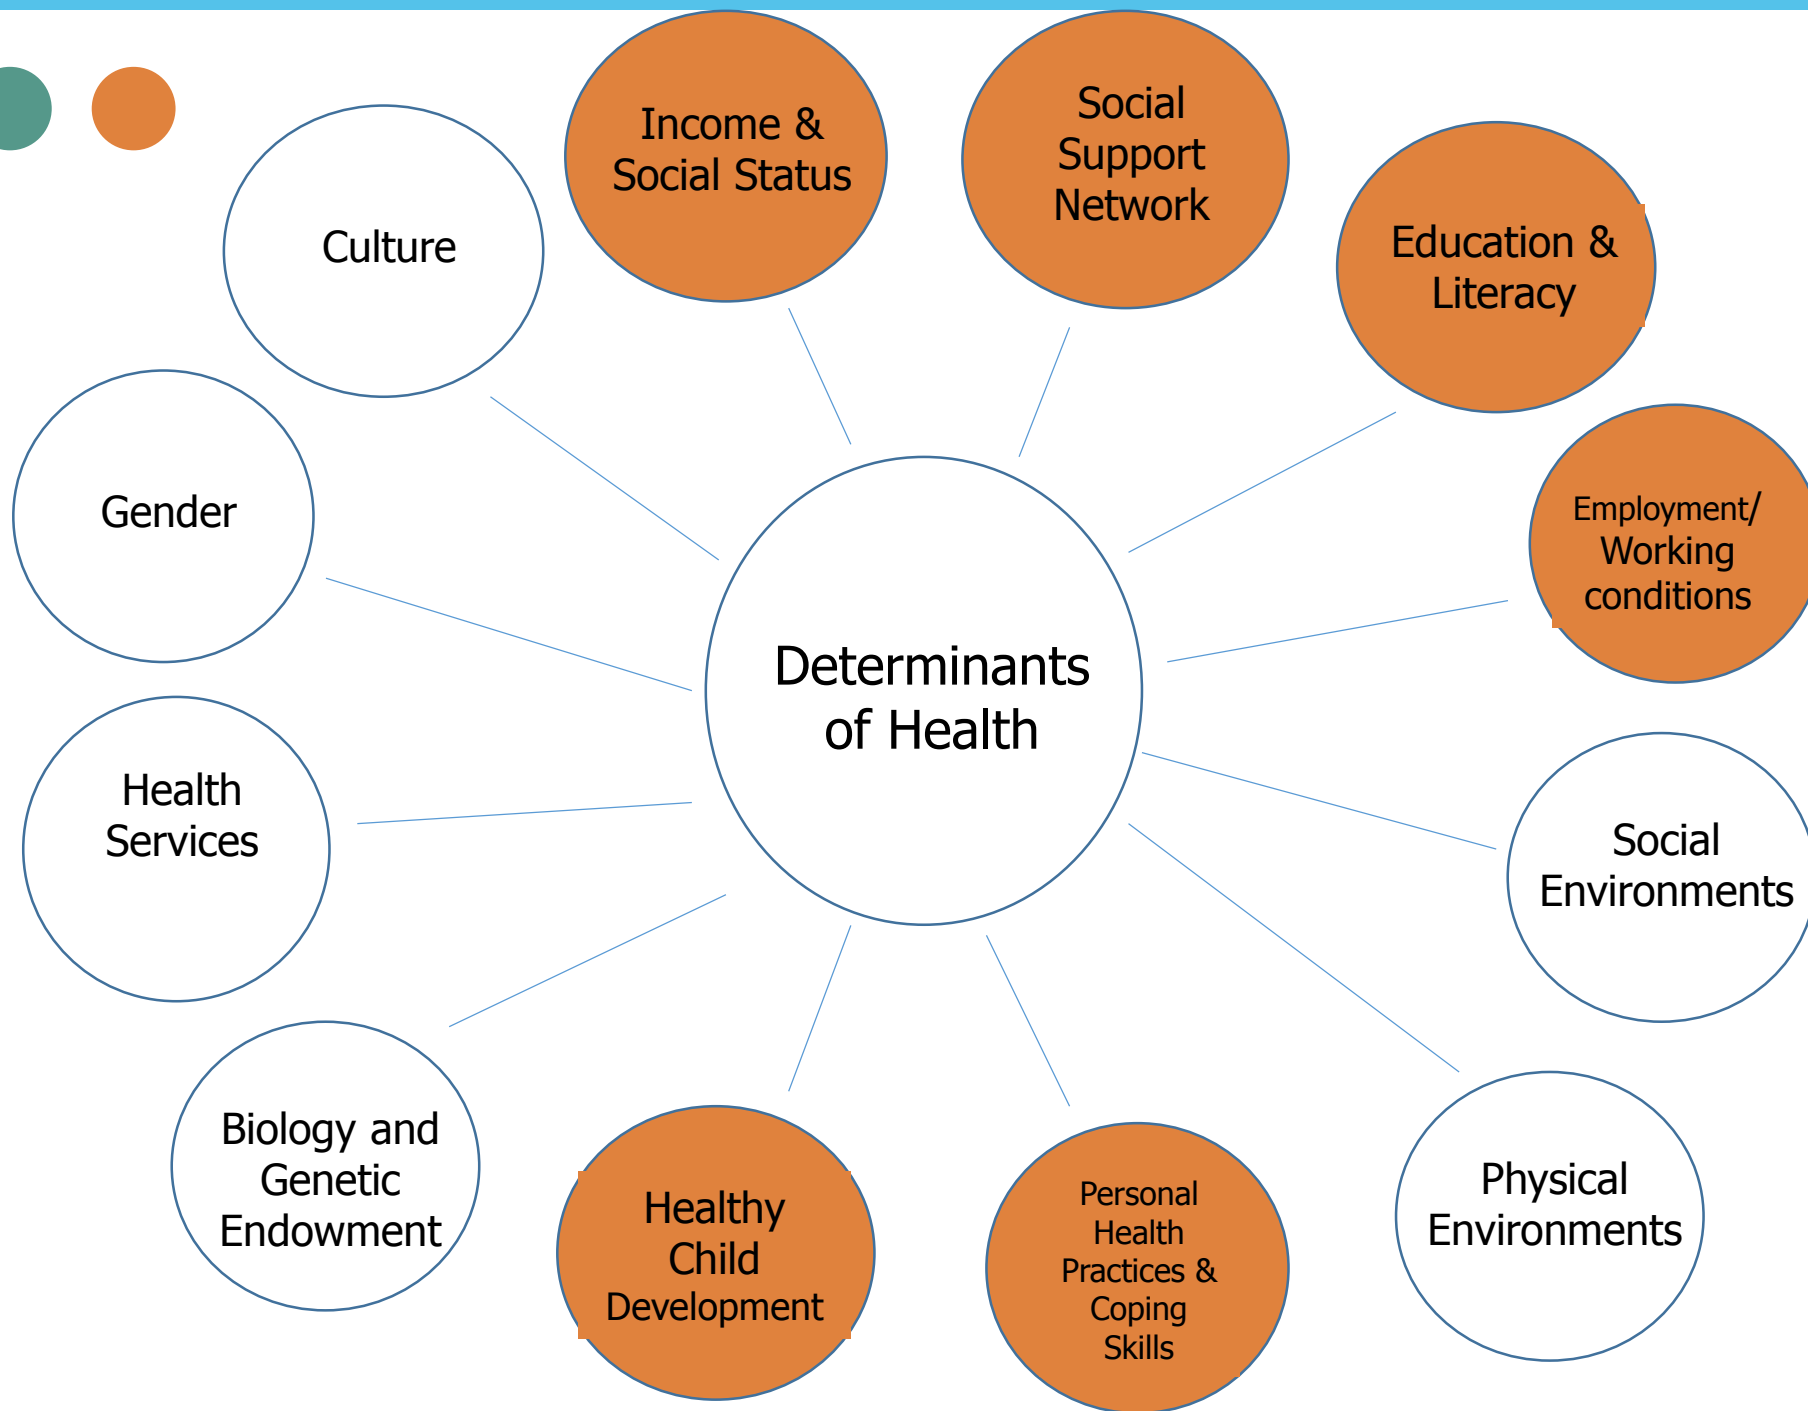 Income &
Social Status
Social
Support
Network
Education &
Literacy
Employment/
Working
conditions
Social
Environments
Physical
Environments
Personal
Health
Practices &
Coping
Skills
Healthy
Child
Development
Biology and
Genetic
Endowment
Health
Services
Gender
Culture
Determinants
of Health